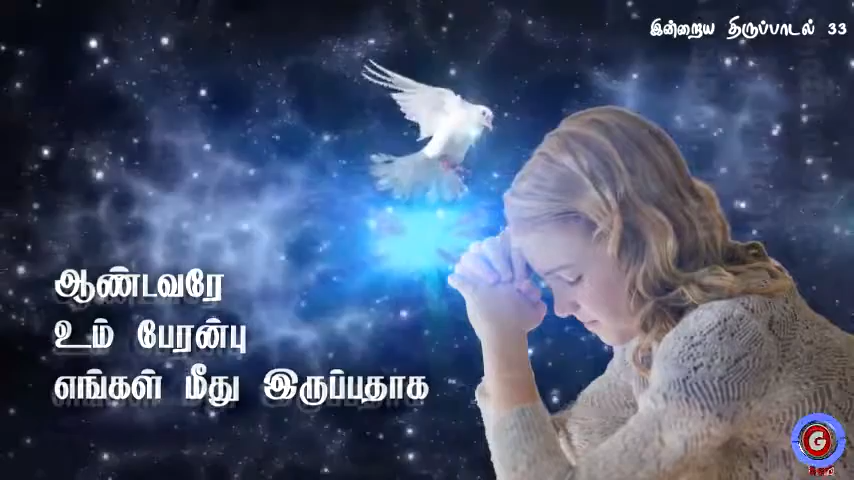 இன்றைய திருப்பாடல் 33
ஆண்டவரே
உம் பேரன்பு
எங்கள் மீது இருப்பதாக
G